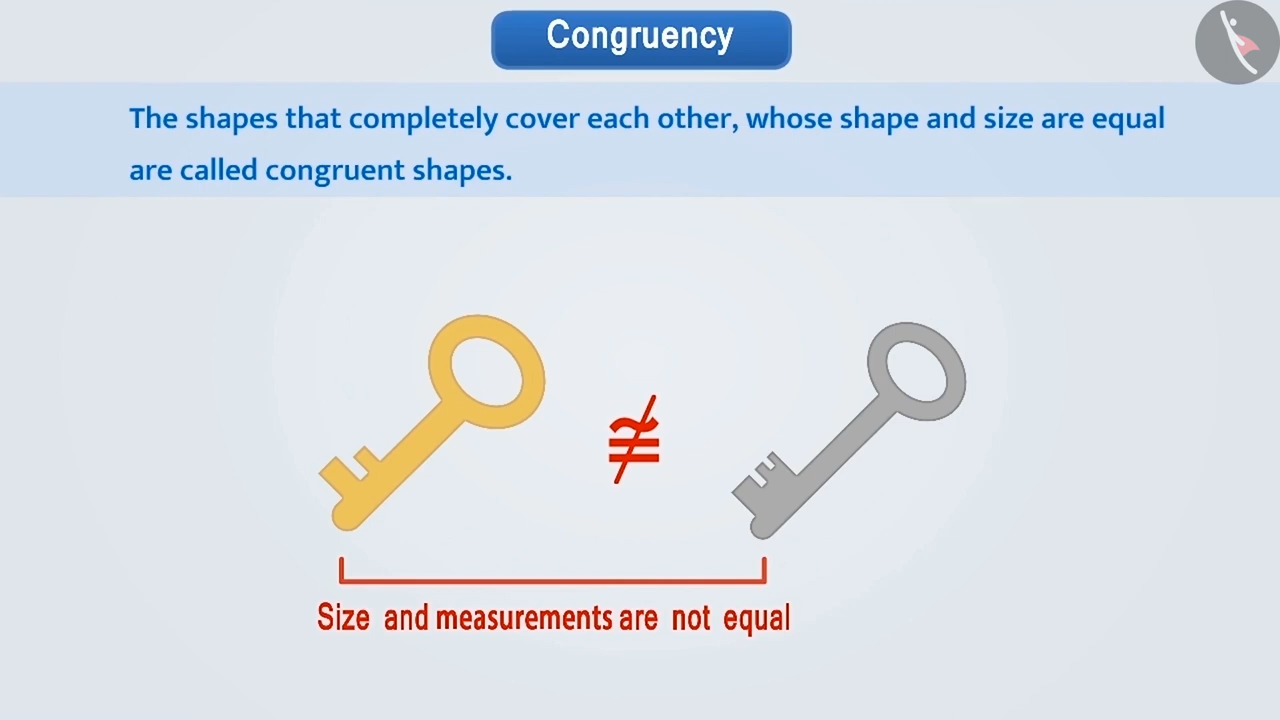 Congruency
The shapes that completely cover each other, whose shape and size are equal
are called congruent shapes.
≇
Size and measurements are not equal